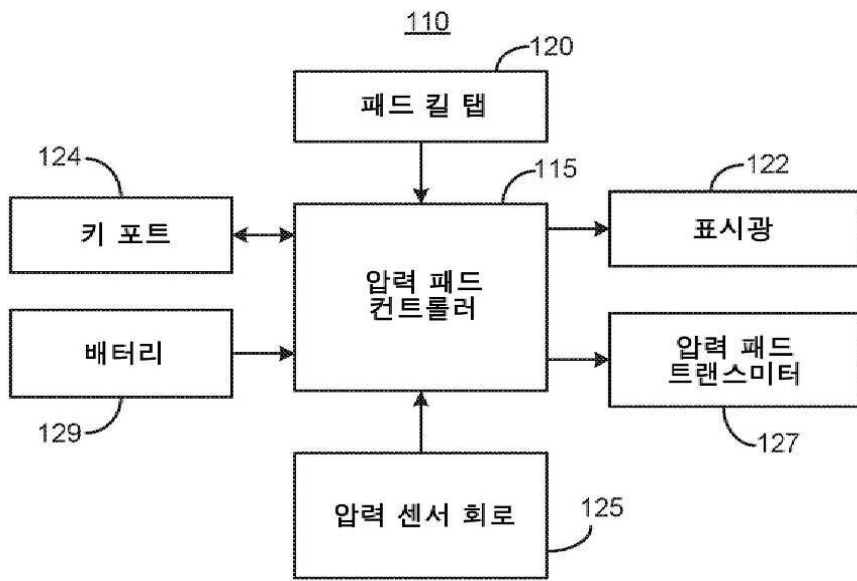 110
120
패드 킬 탭
124
115
122
키 포트
표시광
압력 패드
컨트롤러
배터리
압력 패드
트랜스미터
129
127
압력 센서 회로
125